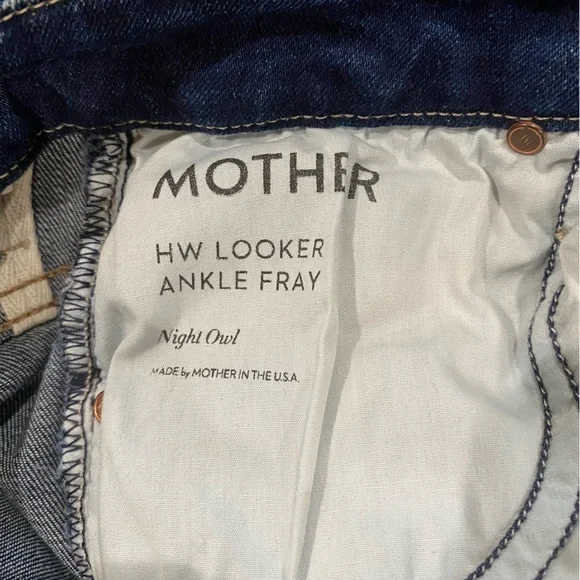 MOTHER
HW LOOKER
ANKLE FRAY
Night Owl
MADE by MOTHER IN THE U.S.A.